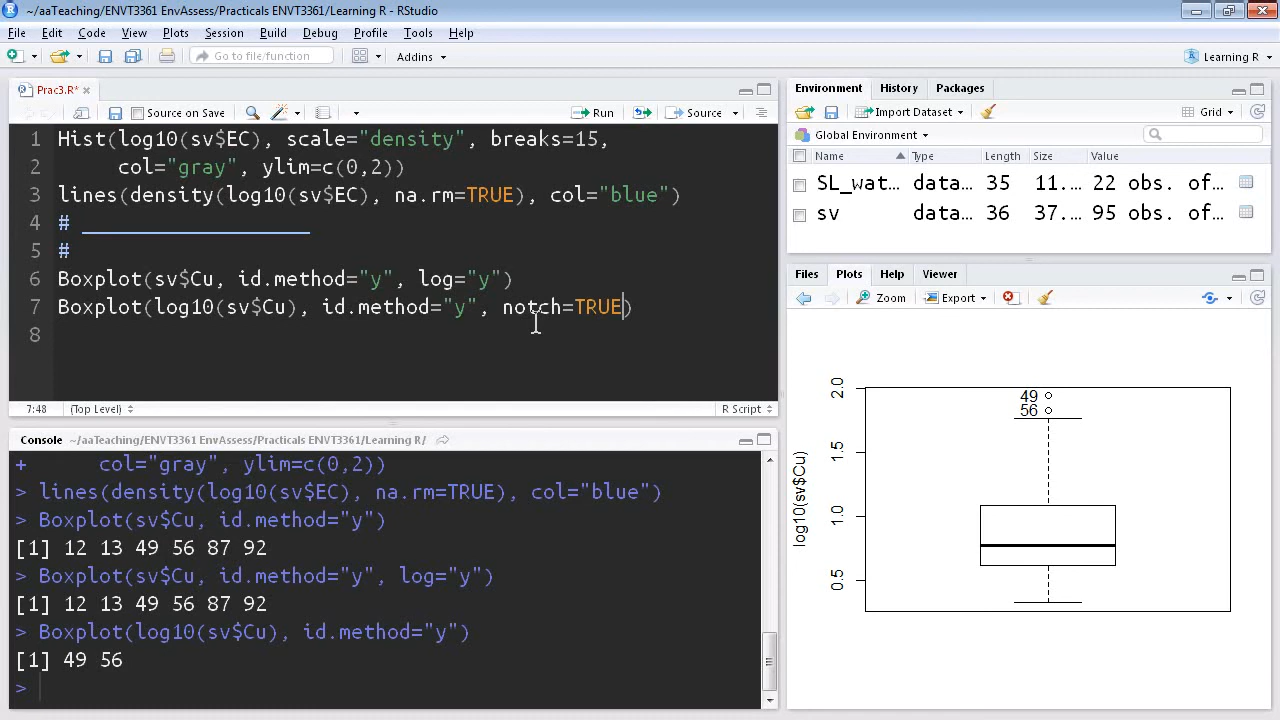 ~/aaTeaching/ENVT3361 EnvAssess/Practicals ENVT3361/Learning R - RStudio
File Edit Code View Plots Session Build Debug Profile Tools Help
Go to file/function Addins Learning R
Prac3.R*
Source on Save Run Source
1 Hist(log10(sv$EC), scale="density", breaks=15,
2 col="gray", ylim=c(0,2))
3 lines(density(log10(sv$EC), na.rm=TRUE), col="blue")
4 # ___________________
5 #
6 Boxplot(sv$Cu, id.method="y", log="y")
7 Boxplot(log10(sv$Cu), id.method="y", notch=TRUE)
8
7:48 (Top Level) R Script
Console ~/aaTeaching/ENVT3361 EnvAssess/Practicals ENVT3361/Learning R/
+ col="gray", ylim=c(0,2))
> lines(density(log10(sv$EC), na.rm=TRUE), col="blue")
> Boxplot(sv$Cu, id.method="y")
[1] 12 13 49 56 87 92
> Boxplot(sv$Cu, id.method="y", log="y")
[1] 12 13 49 56 87 92
> Boxplot(log10(sv$Cu), id.method="y")
[1] 49 56
>
Environment History Packages
Import Dataset Grid
Global Environment
Name Type Length Size Value
SL_wat… data… 35 11.… 22 obs. of…
sv data… 36 37.… 95 obs. of…
Files Plots Help Viewer
Zoom Export
log10(sv$Cu)
2.0
1.5
1.0
0.5
49
56